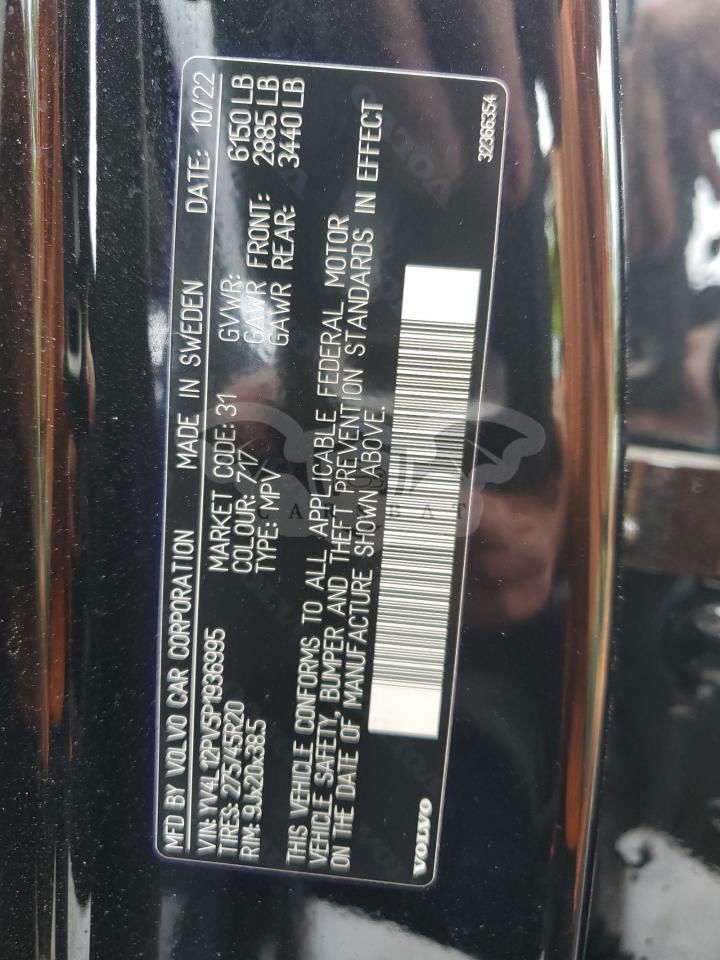 MFD BY VOLVO CAR CORPORATION MADE IN SWEDEN DATE: 10/22
VIN: YV4L12PV5P1936995 MARKET CODE: 31 GVWR: 6150 LB
TIRES: 275/45R20 COLOUR: 717 GAWR FRONT: 2885 LB
RIM: 9Jx20x38.5 TYPE: MPV GAWR REAR: 3440 LB
THIS VEHICLE CONFORMS TO ALL APPLICABLE FEDERAL MOTOR
VEHICLE SAFETY, BUMPER AND THEFT PREVENTION STANDARDS IN EFFECT
ON THE DATE OF MANUFACTURE SHOWN ABOVE.
VOLVO 32366354
CARSBAT